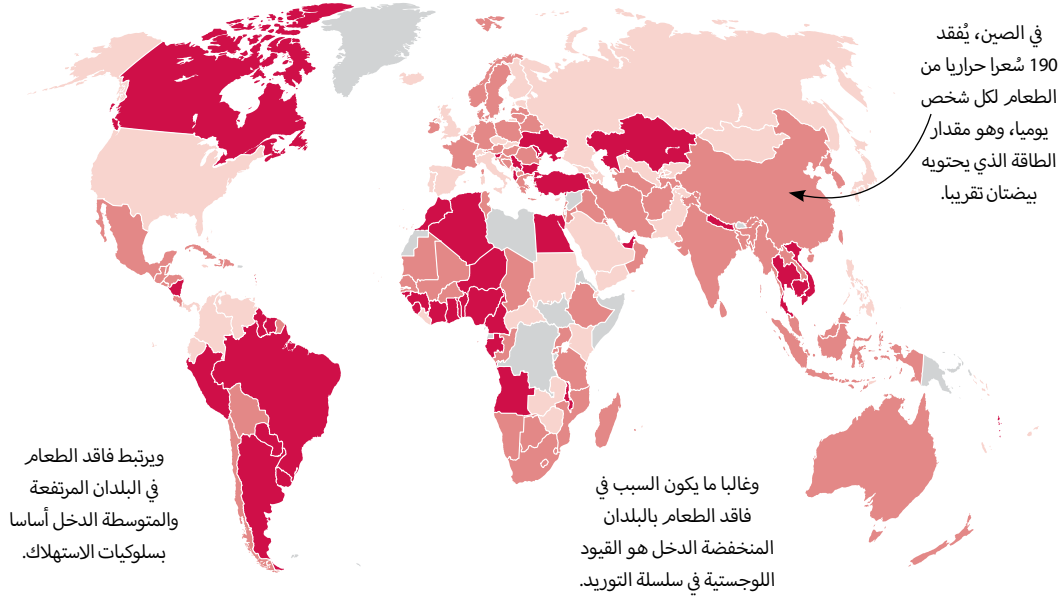 في الصين، يُفقد
190 سُعرا حراريا من
الطعام لكل شخص
يوميا، وهو مقدار
الطاقة الذي يحتويه
بيضتان تقريبا.
ويرتبط فاقد الطعام
في البلدان المرتفعة
والمتوسطة الدخل أساسا
بسلوكيات الاستهلاك.
وغالبا ما يكون السبب في
فاقد الطعام بالبلدان
المنخفضة الدخل هو القيود
اللوجستية في سلسلة التوريد.